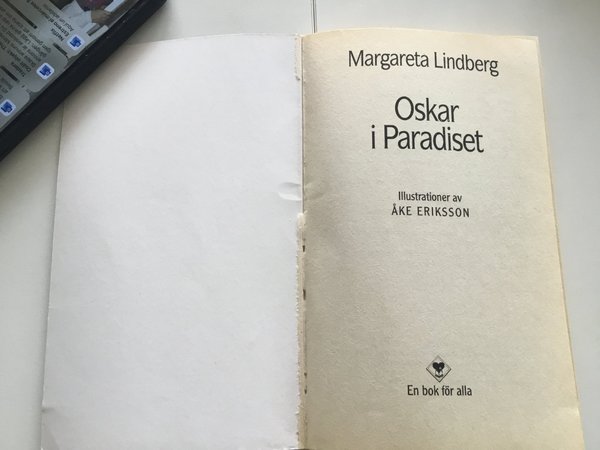 Margareta Lindberg
Oskar
i Paradiset
Illustrationer av
ÅKE ERIKSSON
En bok för alla